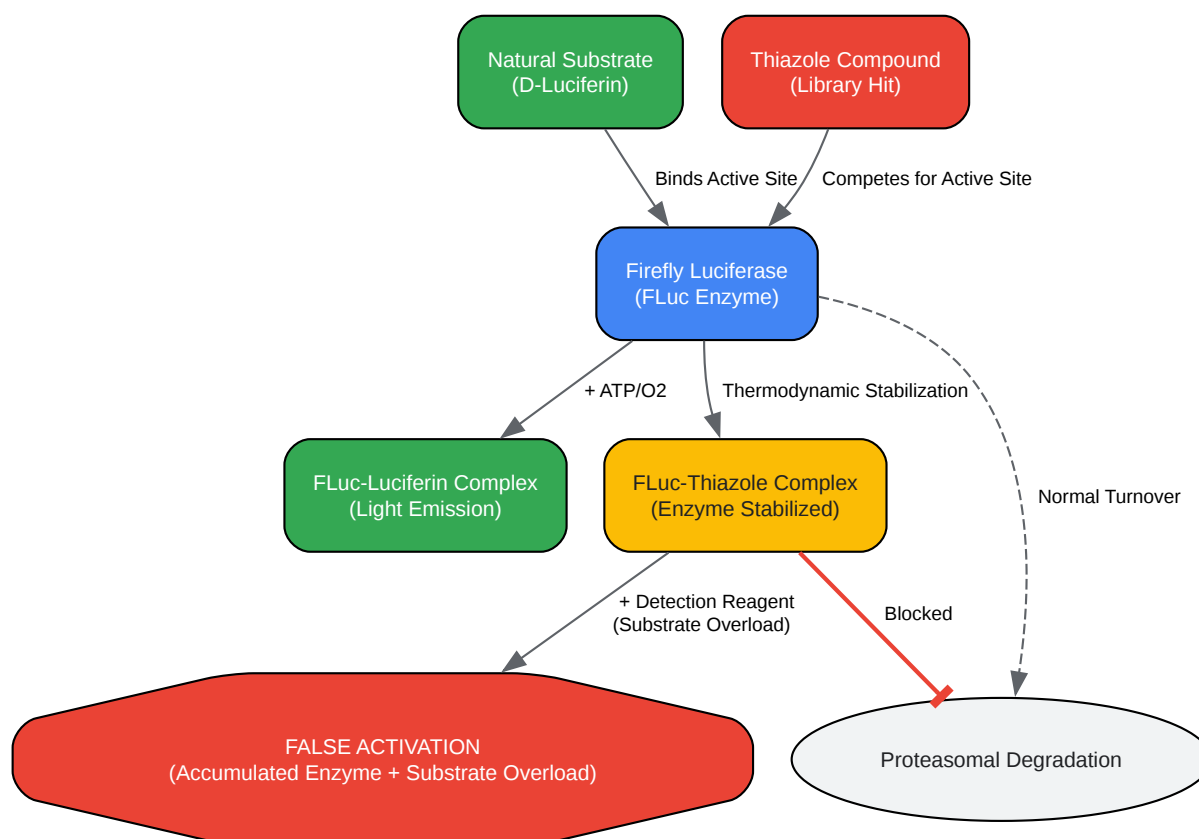 Natural Substrate
(D-Luciferin)
Thiazole Compound
(Library Hit)
Binds Active Site
Competes for Active Site
Firefly Luciferase
(FLuc Enzyme)
+ ATP/O2
Thermodynamic Stabilization
FLuc-Luciferin Complex
(Light Emission)
FLuc-Thiazole Complex
(Enzyme Stabilized)
Normal Turnover
+ Detection Reagent
(Substrate Overload)
Blocked
FALSE ACTIVATION
(Accumulated Enzyme + Substrate Overload)
Proteasomal Degradation